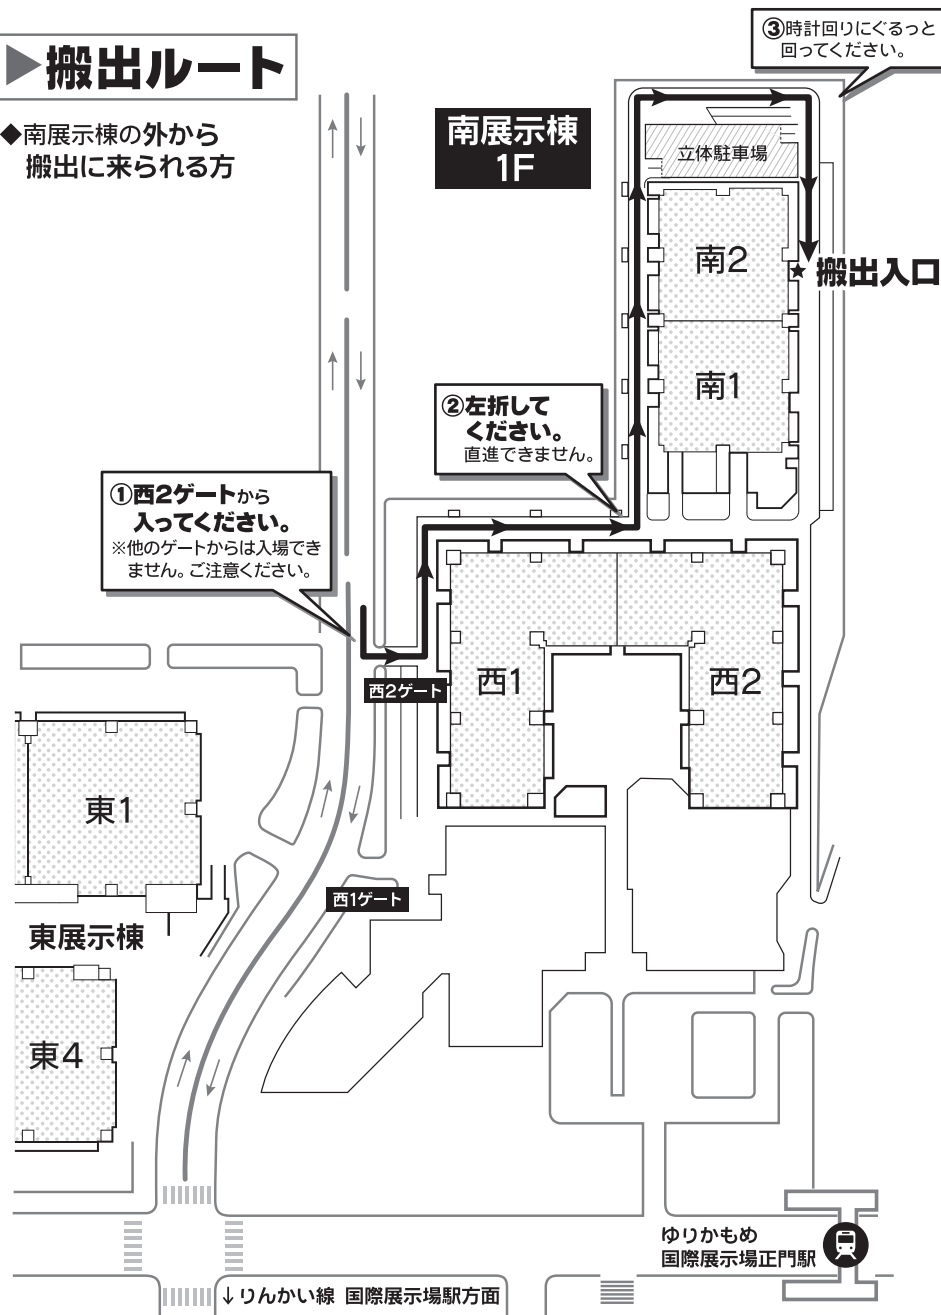 ▶搬出ルート
◆南展示棟の外から
搬出に来られる方
③時計回りにぐるっと
回ってください。
南展示棟
1F
立体駐車場
南2
★搬出入口
南1
②左折して
ください。
直進できません。
①西2ゲートから
入ってください。
※他のゲートからは入場でき
ません。ご注意ください。
西2ゲート
西1
西2
東1
西1ゲート
東展示棟
東4
ゆりかもめ
国際展示場正門駅
↓りんかい線 国際展示場駅方面